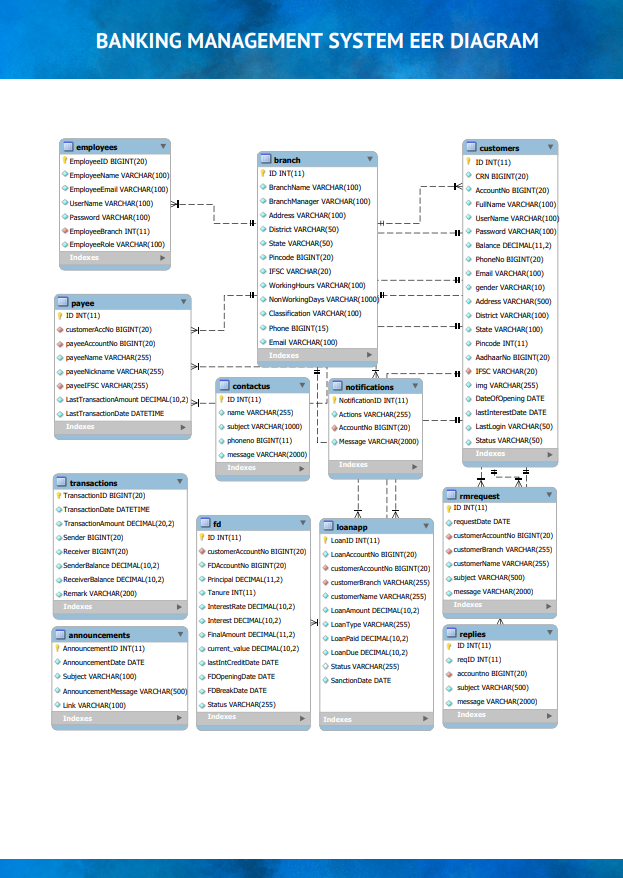 BANKING MANAGEMENT SYSTEM EER DIAGRAM
employees
EmployeeID BIGINT(20)
EmployeeName VARCHAR(100)
EmployeeEmail VARCHAR(100)
UserName VARCHAR(100)
Password VARCHAR(100)
EmployeeBranch INT(11)
EmployeeRole VARCHAR(100)
Indexes
branch
ID INT(11)
BranchName VARCHAR(100)
BranchManager VARCHAR(100)
Address VARCHAR(100)
District VARCHAR(50)
State VARCHAR(50)
Pincode BIGINT(20)
IFSC VARCHAR(20)
WorkingHours VARCHAR(100)
NonWorkingDays VARCHAR(1000)
Classification VARCHAR(100)
Phone BIGINT(15)
Email VARCHAR(100)
Indexes
customers
ID INT(11)
CRN BIGINT(20)
AccountNo BIGINT(20)
FullName VARCHAR(100)
UserName VARCHAR(100)
Password VARCHAR(100)
Balance DECIMAL(11,2)
PhoneNo BIGINT(20)
Email VARCHAR(100)
gender VARCHAR(10)
Address VARCHAR(500)
District VARCHAR(100)
State VARCHAR(100)
Pincode INT(11)
AadhaarNo BIGINT(20)
IFSC VARCHAR(20)
img VARCHAR(255)
DateOfOpening DATE
lastInterestDate DATE
LastLogin VARCHAR(50)
Status VARCHAR(50)
Indexes
payee
ID INT(11)
customerAccNo BIGINT(20)
payeeAccountNo BIGINT(20)
payeeName VARCHAR(255)
payeeNickname VARCHAR(255)
payeeIFSC VARCHAR(255)
LastTransactionAmount DECIMAL(10,2)
LastTransactionDate DATETIME
Indexes
contactus
ID INT(11)
name VARCHAR(255)
subject VARCHAR(1000)
phoneno BIGINT(11)
message VARCHAR(2000)
Indexes
notifications
NotificationID INT(11)
Actions VARCHAR(255)
AccountNo BIGINT(20)
Message VARCHAR(2000)
Indexes
transactions
TransactionID BIGINT(20)
TransactionDate DATETIME
TransactionAmount DECIMAL(20,2)
Sender BIGINT(20)
Receiver BIGINT(20)
SenderBalance DECIMAL(10,2)
ReceiverBalance DECIMAL(10,2)
Remark VARCHAR(200)
Indexes
fd
ID INT(11)
customerAccountNo BIGINT(20)
FDAccountNo BIGINT(20)
Principal DECIMAL(11,2)
Tanure INT(11)
InterestRate DECIMAL(10,2)
Interest DECIMAL(10,2)
FinalAmount DECIMAL(11,2)
current_value DECIMAL(10,2)
lastIntCreditDate DATE
FDOpeningDate DATE
FDBreakDate DATE
Status VARCHAR(255)
Indexes
loanapp
LoanID INT(11)
LoanAccountNo BIGINT(20)
customerAccountNo BIGINT(20)
customerBranch VARCHAR(255)
customerName VARCHAR(255)
LoanAmount DECIMAL(10,2)
LoanType VARCHAR(255)
LoanPaid DECIMAL(10,2)
LoanDue DECIMAL(10,2)
Status VARCHAR(255)
SanctionDate DATE
Indexes
rmrequest
ID INT(11)
requestDate DATE
customerAccountNo BIGINT(20)
customerBranch VARCHAR(255)
customerName VARCHAR(255)
subject VARCHAR(500)
message VARCHAR(2000)
Indexes
announcements
AnnouncementID INT(11)
AnnouncementDate DATE
Subject VARCHAR(100)
AnnouncementMessage VARCHAR(500)
Link VARCHAR(100)
Indexes
replies
ID INT(11)
reqID INT(11)
accountno BIGINT(20)
subject VARCHAR(500)
message VARCHAR(2000)
Indexes